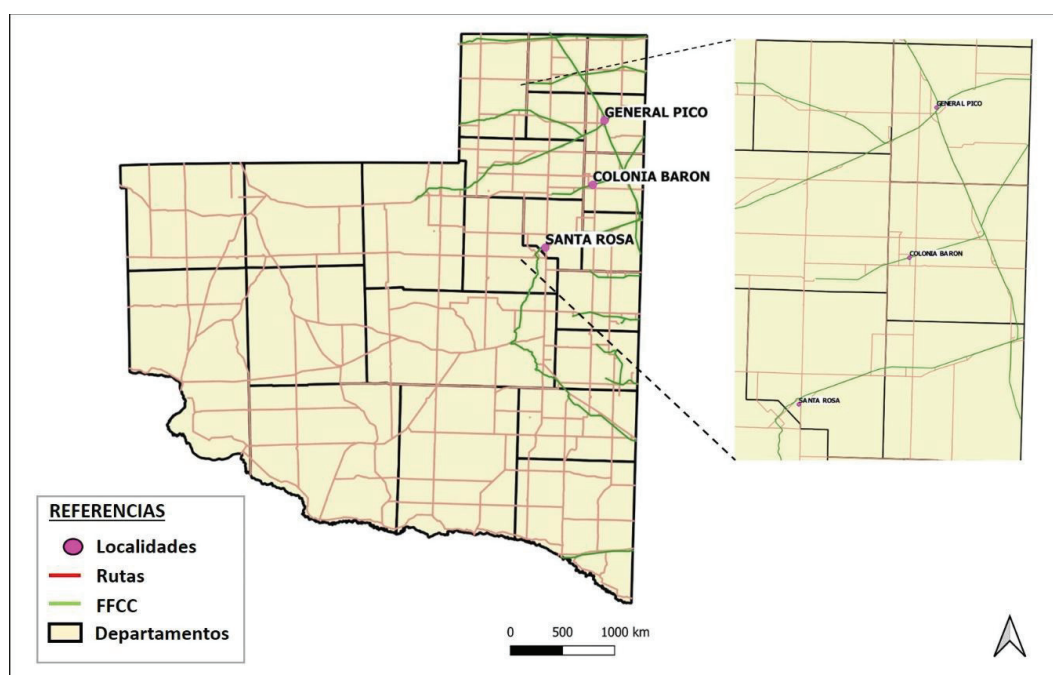 GENERAL PICO
COLONIA BARON
SANTA ROSA
GENERAL PICO
COLONIA BARON
SANTA ROSA
REFERENCIAS
Localidades
Rutas
FFCC
Departamentos
0 500 1000 km